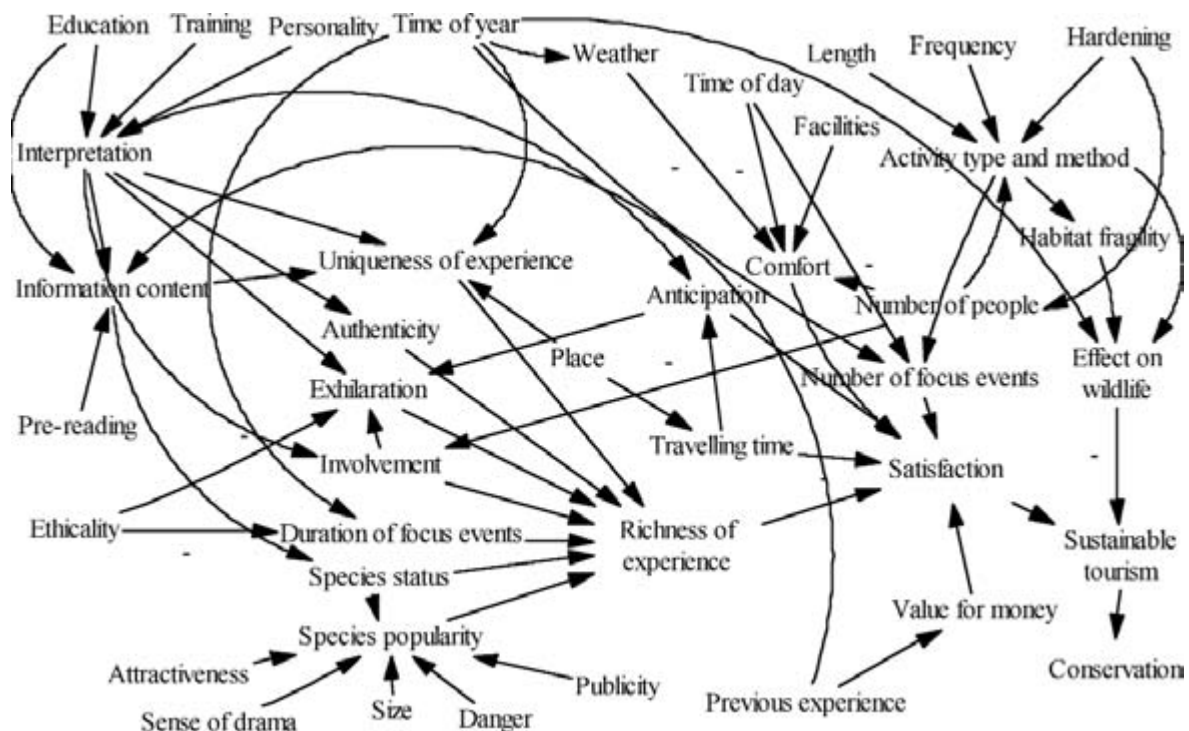 Education
Training
Personality
Time of year
Weather
Length
Frequency
Hardening
Time of day
Facilities
Interpretation
Activity type and method
-
-
-
Habitat fragility
Information content
Uniqueness of experience
Anticipation
Comfort
-
Number of people
Authenticity
Place
Number of focus events
Effect on
wildlife
Exhilaration
Pre-reading
-
Involvement
Travelling time
Satisfaction
-
Ethicality
Duration of focus events
Richness of
experience
Sustainable
tourism
-
Species status
Value for money
Species popularity
Attractiveness
Publicity
Conservation
Size
Sense of drama
Danger
Previous experience